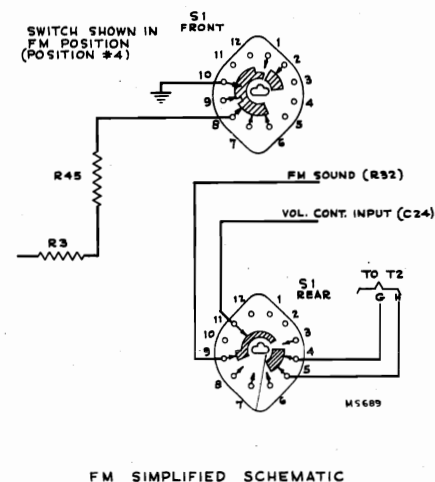 SWITCH SHOWN IN
FM POSITION
(POSITION #4)
S1
FRONT
12
1
11
2
10
3
9
4
8
5
7
6
R45
R3
FM SOUND (R32)
VOL. CONT. INPUT (C24)
S1
REAR
TO T2
G H
12
1
11
2
10
3
9
4
8
5
7
6
MS689
FM SIMPLIFIED SCHEMATIC